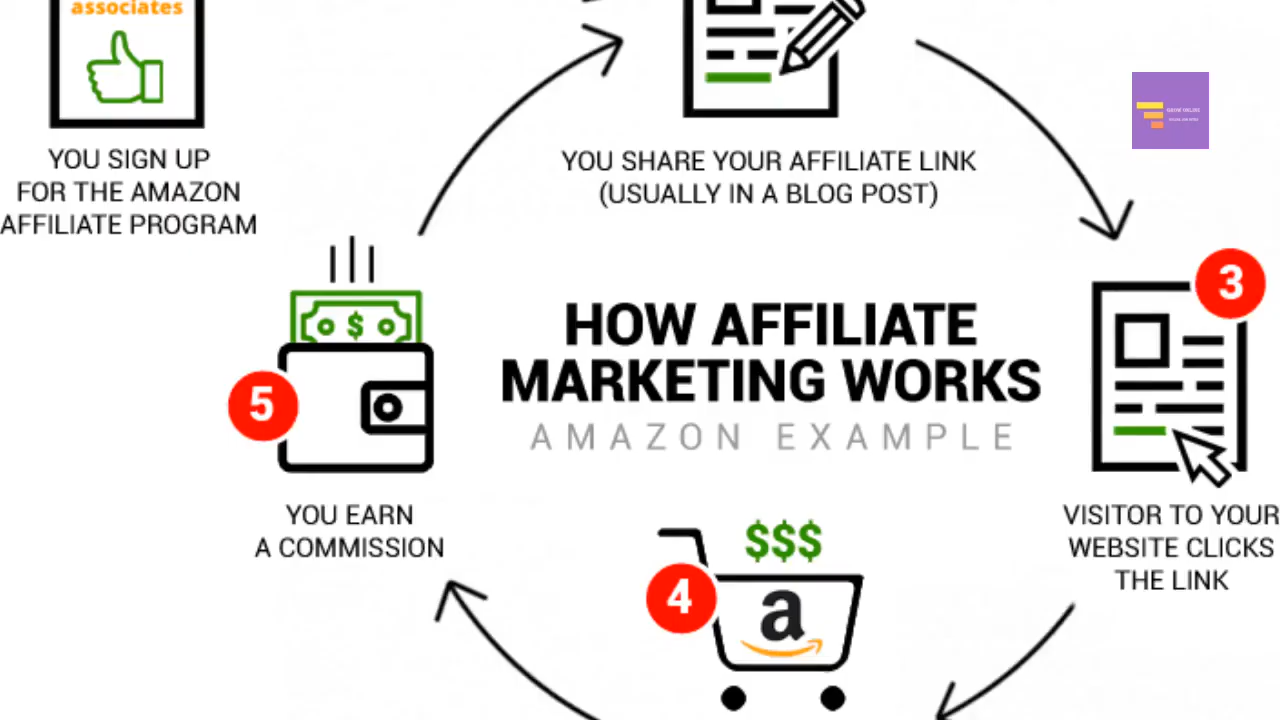 associates
YOU SIGN UP
FOR THE AMAZON
AFFILIATE PROGRAM
YOU SHARE YOUR AFFILIATE LINK
(USUALLY IN A BLOG POST)
3
VISITOR TO YOUR
WEBSITE CLICKS
THE LINK
HOW AFFILIATE
MARKETING WORKS
AMAZON EXAMPLE
$
5
YOU EARN
A COMMISSION
$$$
4
a